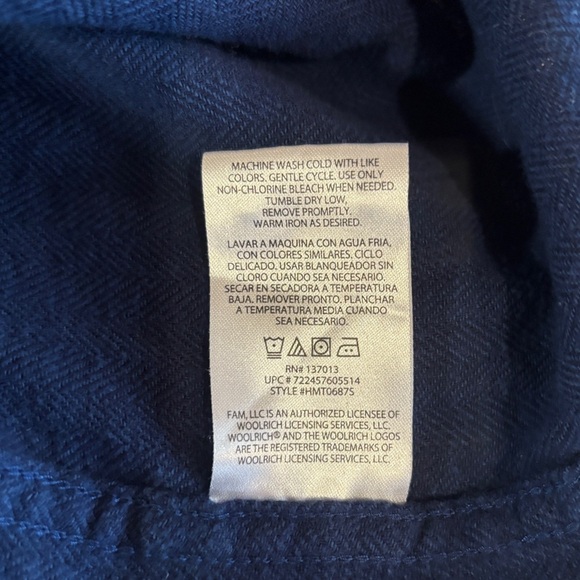 MACHINE WASH COLD WITH LIKE
COLORS. GENTLE CYCLE. USE ONLY
NON-CHLORINE BLEACH WHEN NEEDED.
TUMBLE DRY LOW,
REMOVE PROMPTLY.
WARM IRON AS DESIRED.
LAVAR A MAQUINA CON AGUA FRIA,
CON COLORES SIMILARES. CICLO
DELICADO. USAR BLANQUEADOR SIN
CLORO CUANDO SEA NECESARIO.
SECAR EN SECADORA A TEMPERATURA
BAJA. REMOVER PRONTO. PLANCHAR
A TEMPERATURA MEDIA CUANDO
SEA NECESARIO.
RN# 137013
UPC # 722457605514
STYLE #HMT06875
FAM, LLC IS AN AUTHORIZED LICENSEE OF
WOOLRICH LICENSING SERVICES, LLC.
WOOLRICH® AND THE WOOLRICH LOGOS
ARE THE REGISTERED TRADEMARKS OF
WOOLRICH LICENSING SERVICES, LLC.